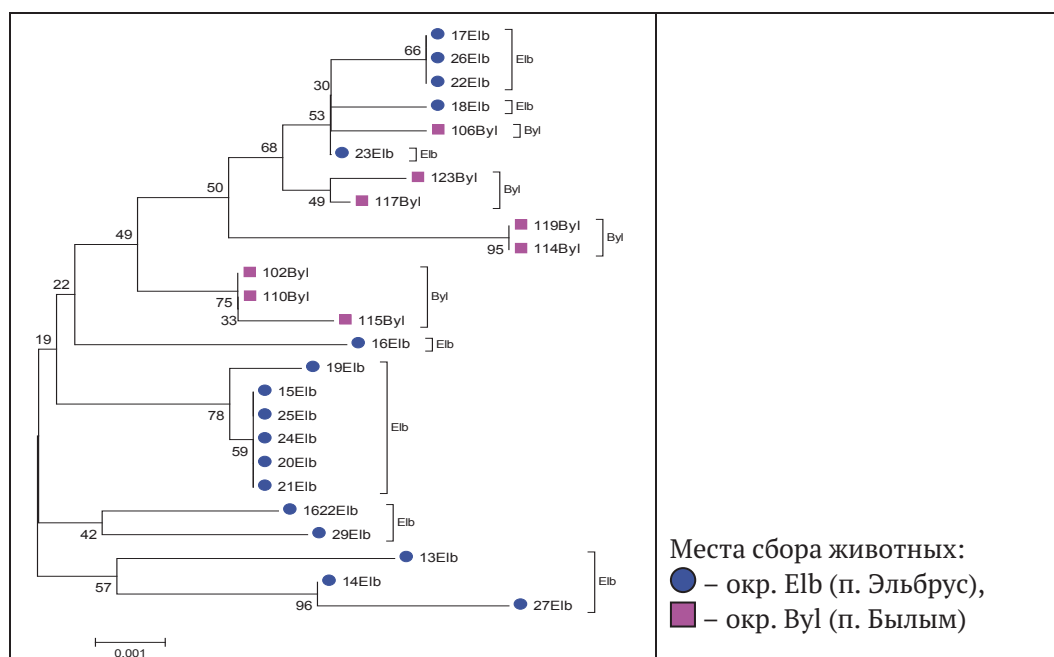 17Elb
66
26Elb
Elb
22Elb
30
18Elb
Elb
53
106Byl
Byl
68
23Elb
Elb
123Byl
50
49
117Byl
Byl
119Byl
95
114Byl
Byl
49
102Byl
22
75
110Byl
Byl
33
115Byl
19
16Elb
Elb
19Elb
15Elb
78
25Elb
24Elb
Elb
59
20Elb
21Elb
1622Elb
42
29Elb
Elb
13Elb
57
14Elb
Elb
96
27Elb
0.001
Места сбора животных:
– окр. Elb (п. Эльбрус),
– окр. Byl (п. Былым)